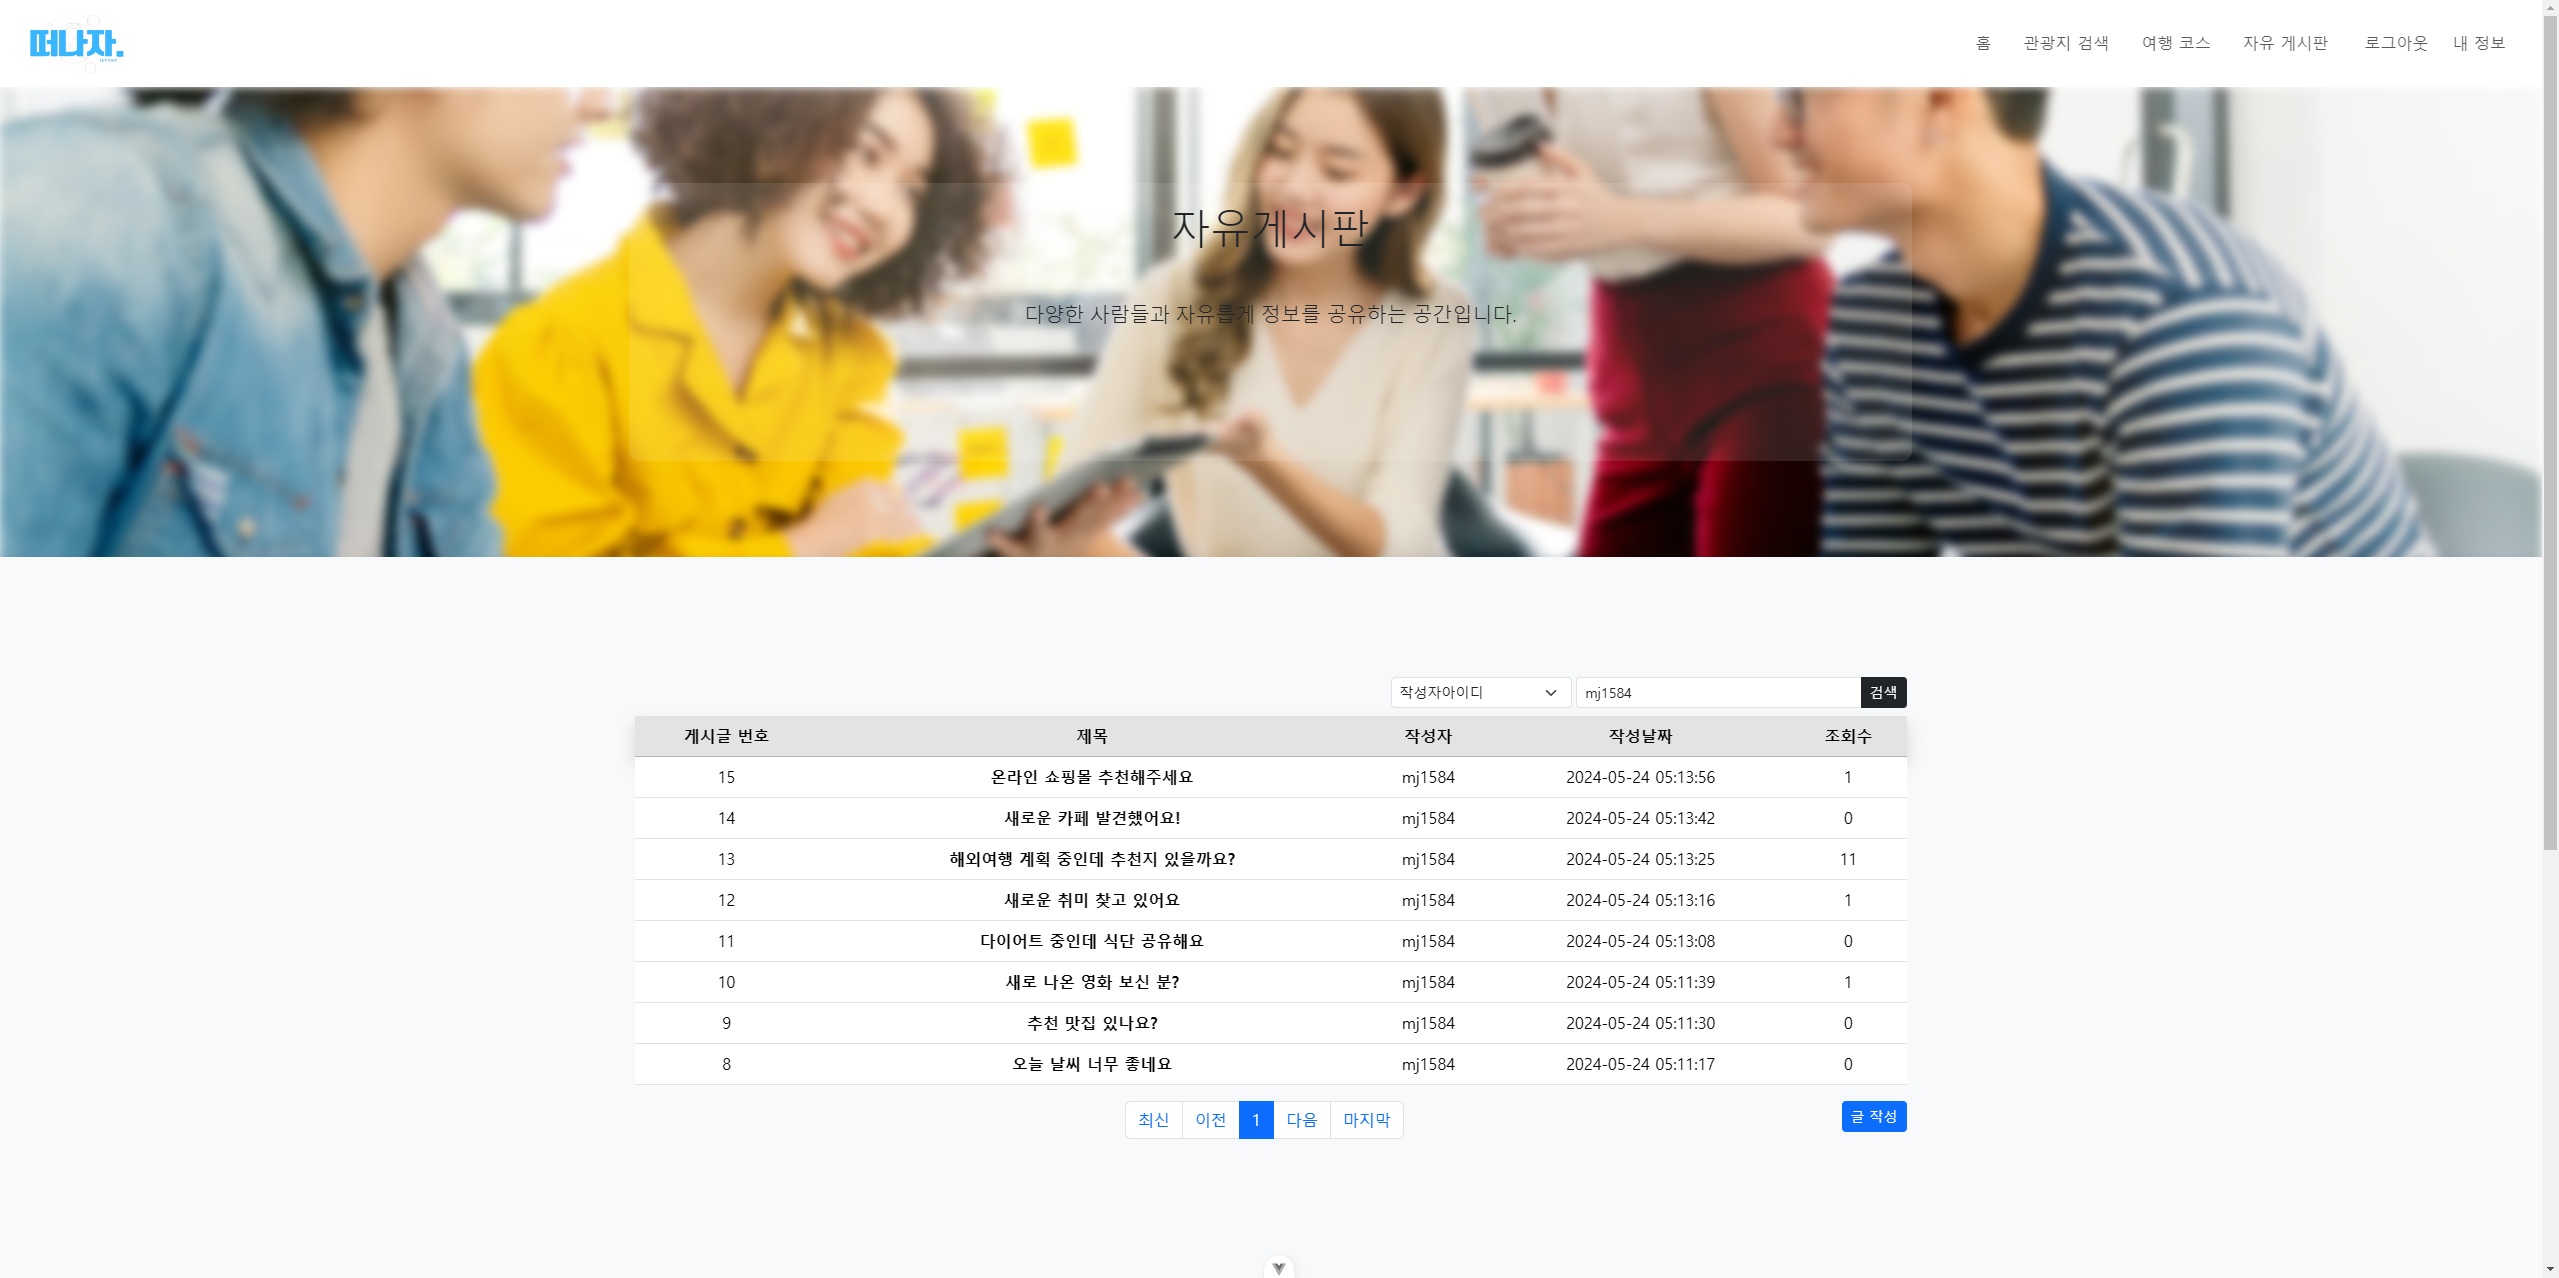 떠나자.
홈 관광지 검색 여행 코스 자유 게시판 로그아웃 내 정보
자유게시판
다양한 사람들과 자유롭게 정보를 공유하는 공간입니다.
작성자아이디 mj1584 검색
게시글 번호 제목 작성자 작성날짜 조회수
15 온라인 쇼핑몰 추천해주세요 mj1584 2024-05-24 05:13:56 1
14 새로운 카페 발견했어요! mj1584 2024-05-24 05:13:42 0
13 해외여행 계획 중인데 추천지 있을까요? mj1584 2024-05-24 05:13:25 11
12 새로운 취미 찾고 있어요 mj1584 2024-05-24 05:13:16 1
11 다이어트 중인데 식단 공유해요 mj1584 2024-05-24 05:13:08 0
10 새로 나온 영화 보신 분? mj1584 2024-05-24 05:11:39 1
9 추천 맛집 있나요? mj1584 2024-05-24 05:11:30 0
8 오늘 날씨 너무 좋네요 mj1584 2024-05-24 05:11:17 0
최신 이전 1 다음 마지막 글 작성